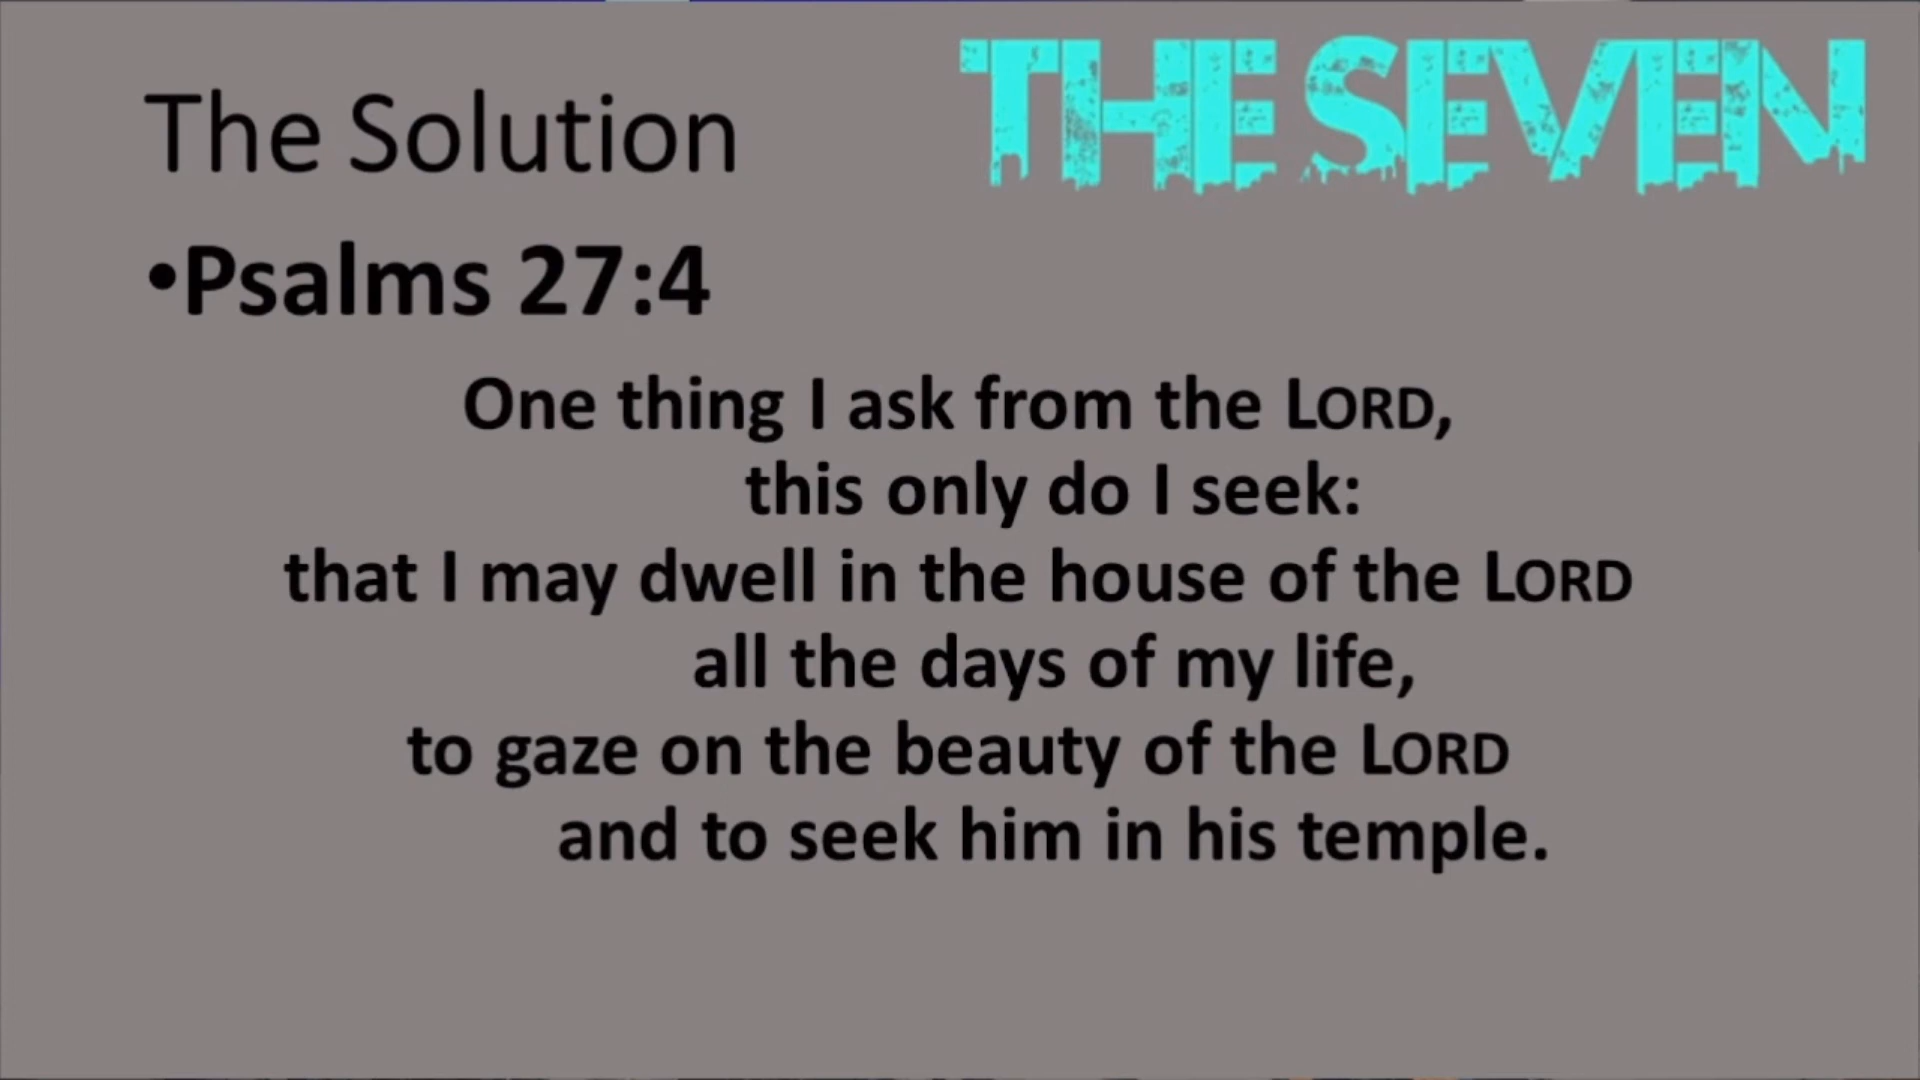 THE SEVEN
The Solution
•Psalms 27:4
One thing I ask from the LORD,
this only do I seek:
that I may dwell in the house of the LORD
all the days of my life,
to gaze on the beauty of the LORD
and to seek him in his temple.